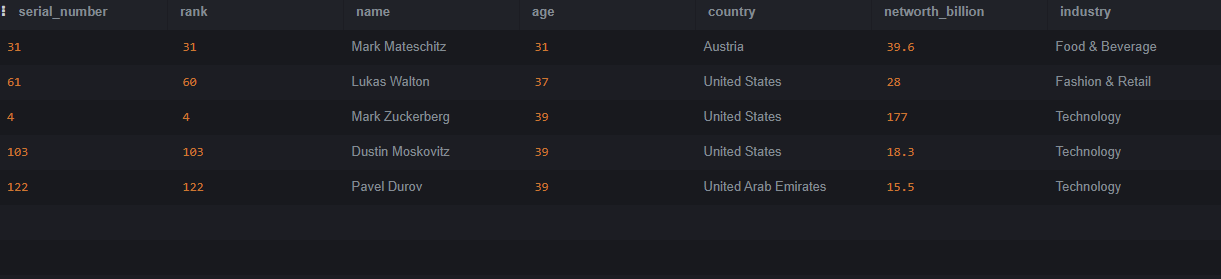 serial_number rank name age country networth_billion industry
31 31 Mark Mateschitz 31 Austria 39.6 Food & Beverage
61 60 Lukas Walton 37 United States 28 Fashion & Retail
4 4 Mark Zuckerberg 39 United States 177 Technology
103 103 Dustin Moskovitz 39 United States 18.3 Technology
122 122 Pavel Durov 39 United Arab Emirates 15.5 Technology